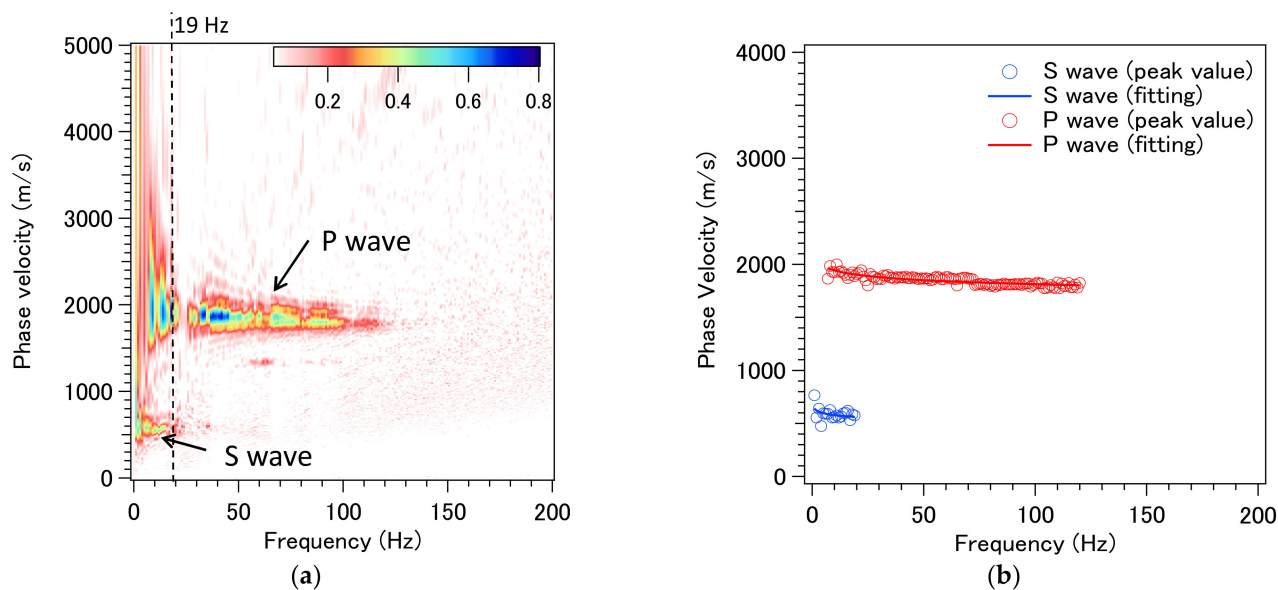 19 Hz
5000
4000
3000
2000
1000
0
0.2 0.4 0.6 0.8
P wave
S wave
0 50 100 150 200
Phase velocity (m/s)
Frequency (Hz)
(a)
4000
3000
2000
1000
0
S wave (peak value)
S wave (fitting)
P wave (peak value)
P wave (fitting)
0 50 100 150 200
Phase Velocity (m/s)
Frequency (Hz)
(b)